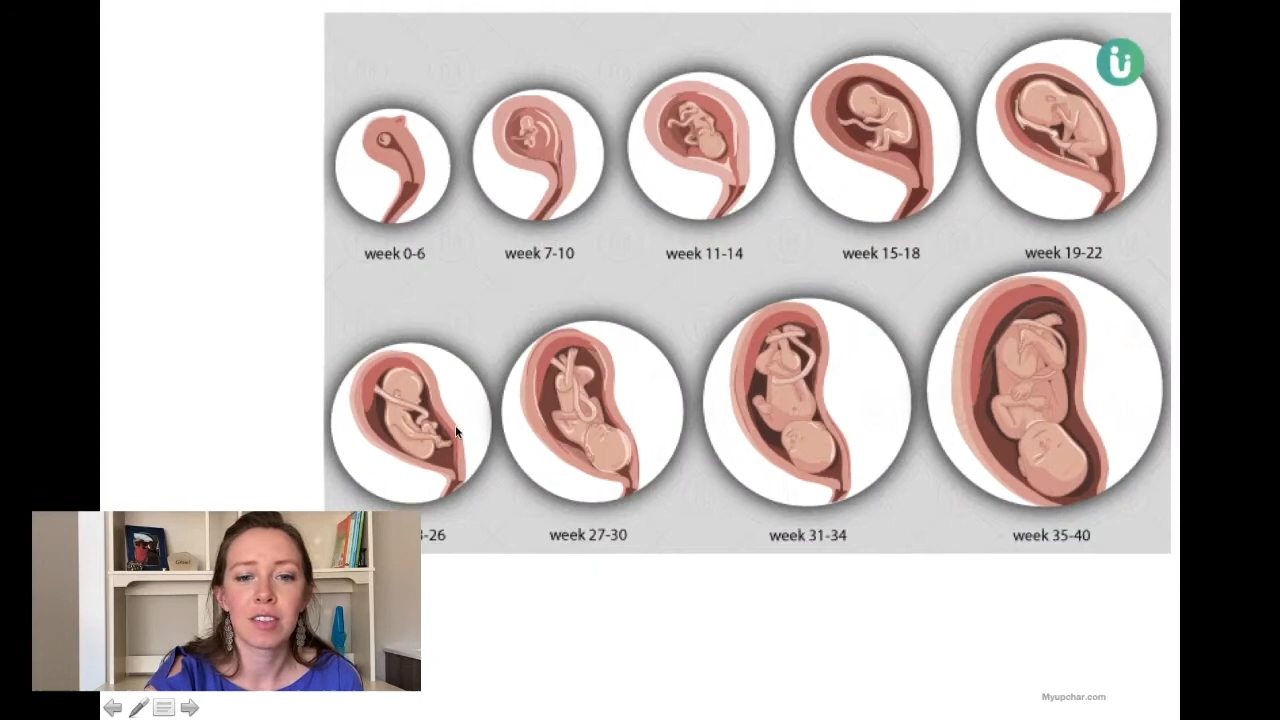 week 0-6
week 7-10
week 11-14
week 15-18
week 19-22
-26
week 27-30
week 31-34
week 35-40
Myupchar.com